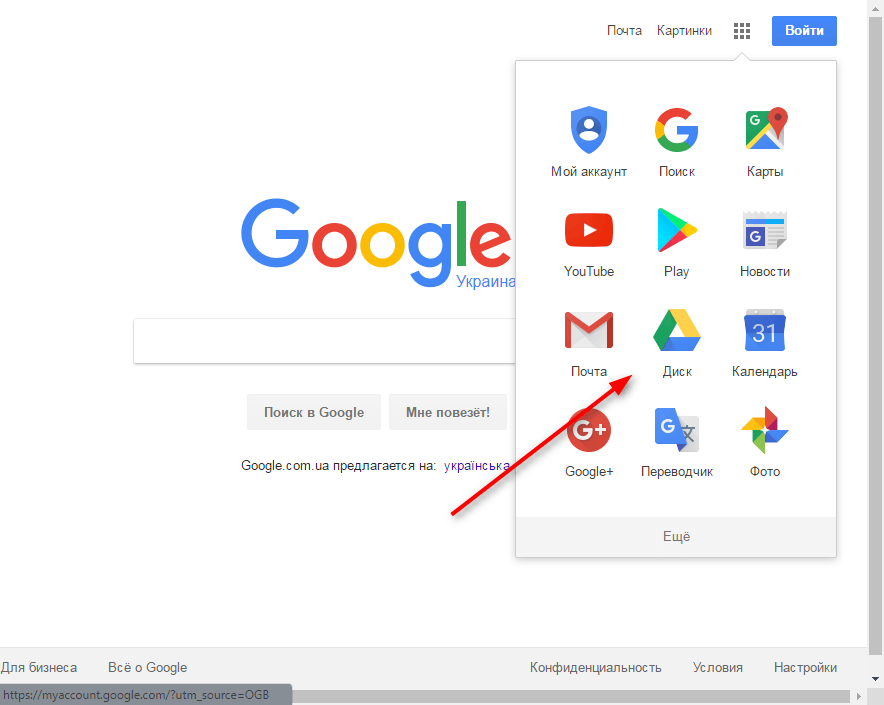 Почта Картинки Войти
Мой аккаунт Поиск Карты
G
YouTube Play Новости
G
Google
Украина
31
Почта Диск Календарь
Поиск в Google Мне повезёт!
G+ G 文
Google+ Переводчик Фото
Google.com.ua предлагается на: українська
Ещё
Для бизнеса Всё о Google Конфиденциальность Условия Настройки
https://myaccount.google.com/?utm_source=OGB